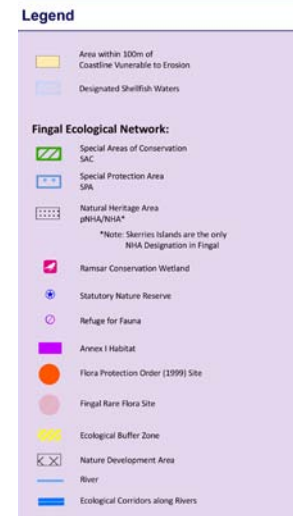 Legend
Area within 100m of
Coastline Vunerable to Erosion
Designated Shellfish Waters
Fingal Ecological Network:
Special Areas of Conservation
SAC
Special Protection Area
SPA
Natural Heritage Area
pNHA/NHA*
*Note: Skerries Islands are the only
NHA Designation in Fingal
Ramsar Conservation Wetland
Statutory Nature Reserve
Refuge for Fauna
Annex I Habitat
Flora Protection Order (1999) Site
Fingal Rare Flora Site
Ecological Buffer Zone
Nature Development Area
River
Ecological Corridors along Rivers